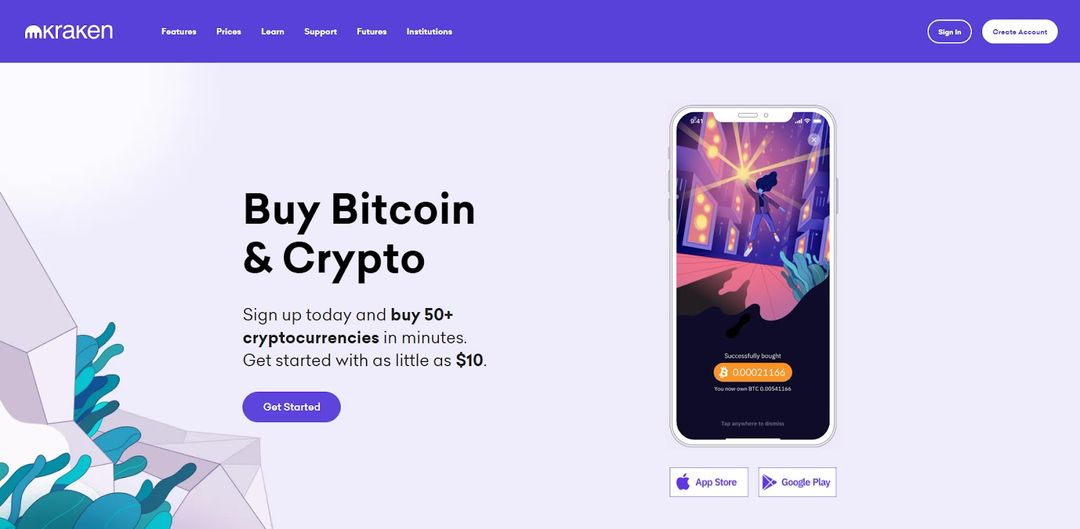 mkraken
Features Prices Learn Support Futures Institutions
Sign In
Create Account
Buy Bitcoin
& Crypto
Sign up today and buy 50+
cryptocurrencies in minutes.
Get started with as little as $10.
Get Started
9:41
Successfully bought
0.00021166
You now own BTC 0.00541166
Tap anywhere to dismiss
App Store
Google Play